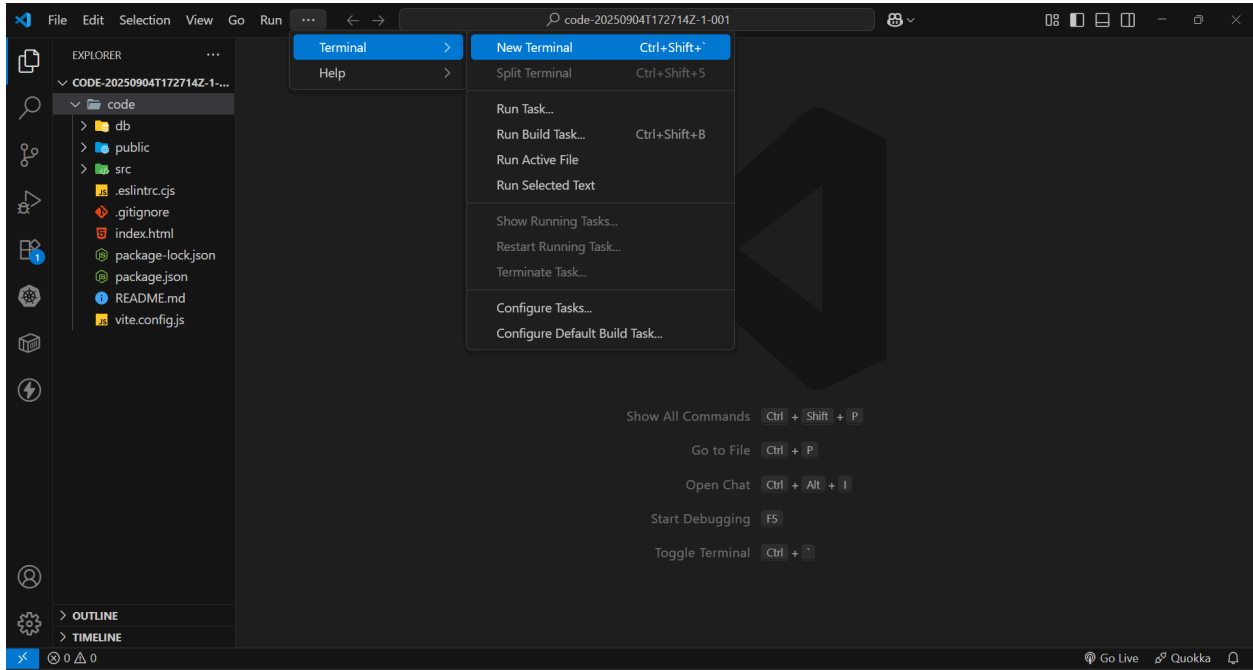 File Edit Selection View Go Run ... code-20250904T172714Z-1-001
EXPLORER ...
CODE-20250904T172714Z-1-...
code
db
public
src
JS .eslintrc.cjs
.gitignore
index.html
package-lock.json
package.json
README.md
JS vite.config.js
OUTLINE
TIMELINE
1
Terminal
Help
New Terminal Ctrl+Shift+`
Split Terminal Ctrl+Shift+5
Run Task...
Run Build Task... Ctrl+Shift+B
Run Active File
Run Selected Text
Show Running Tasks...
Restart Running Task...
Terminate Task...
Configure Tasks...
Configure Default Build Task...
Show All Commands Ctrl + Shift + P
Go to File Ctrl + P
Open Chat Ctrl + Alt + I
Start Debugging F5
Toggle Terminal Ctrl + `
0 0 Go Live Quokka